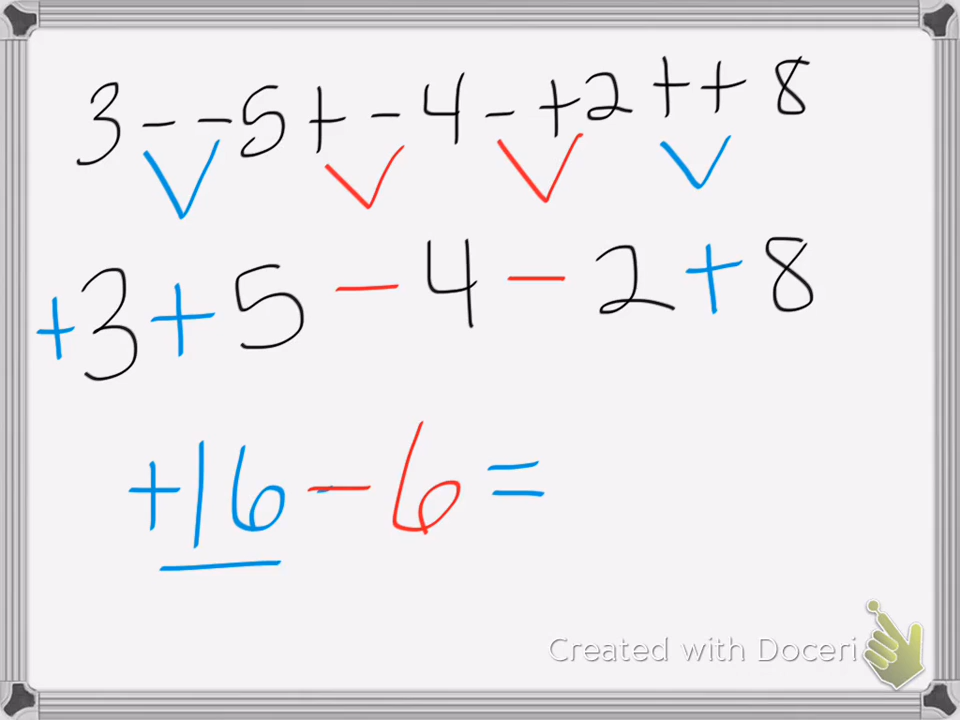 3 - -5 + -4 - +2 + +8
+3 + 5 - 4 - 2 + 8
+16 - 6 =
Created with Doceri